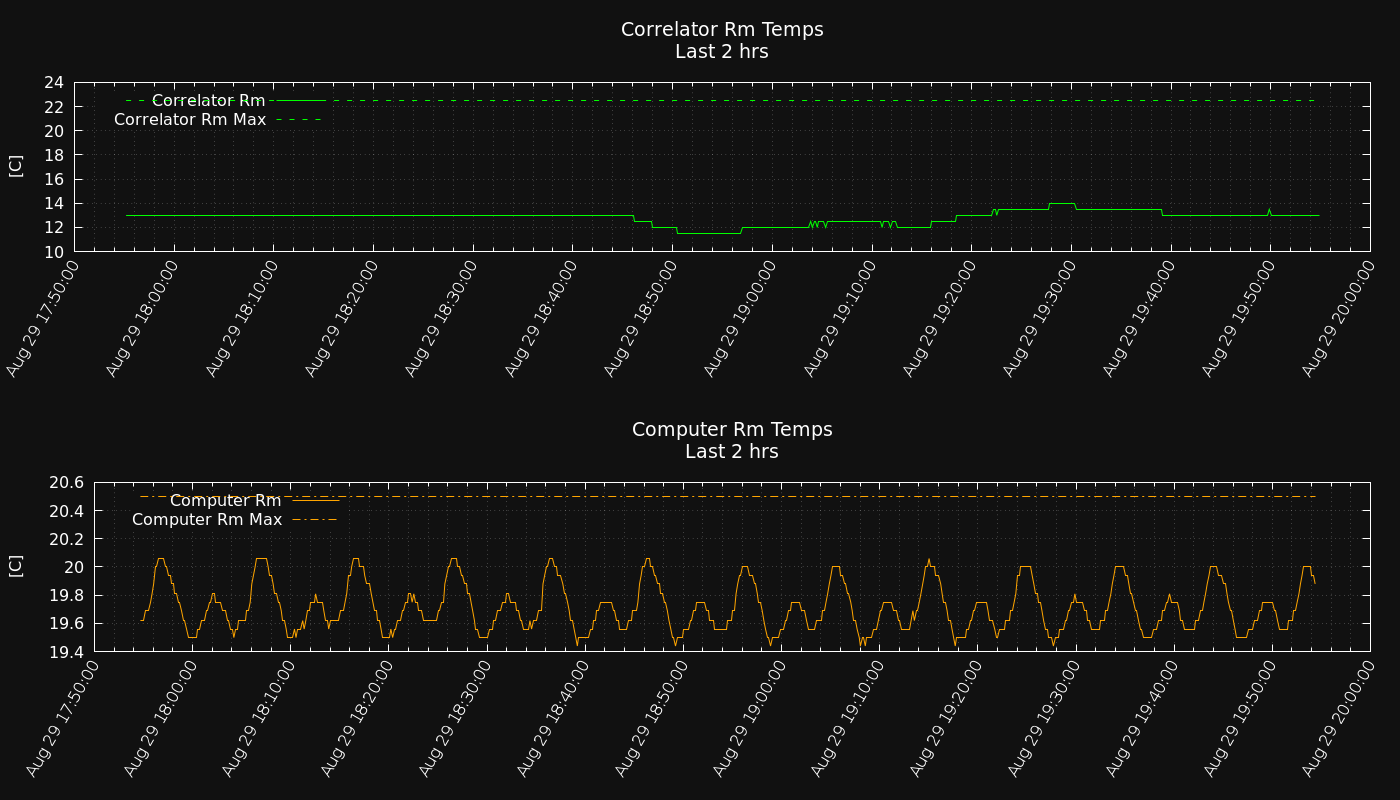 Correlator Rm Temps
Last 2 hrs
[C]
24
22
20
18
16
14
12
10
Correlator Rm
Correlator Rm Max
Aug 29 17:50:00
Aug 29 18:00:00
Aug 29 18:10:00
Aug 29 18:20:00
Aug 29 18:30:00
Aug 29 18:40:00
Aug 29 18:50:00
Aug 29 19:00:00
Aug 29 19:10:00
Aug 29 19:20:00
Aug 29 19:30:00
Aug 29 19:40:00
Aug 29 19:50:00
Aug 29 20:00:00
Computer Rm Temps
Last 2 hrs
[C]
20.6
20.4
20.2
20
19.8
19.6
19.4
Computer Rm
Computer Rm Max
Aug 29 17:50:00
Aug 29 18:00:00
Aug 29 18:10:00
Aug 29 18:20:00
Aug 29 18:30:00
Aug 29 18:40:00
Aug 29 18:50:00
Aug 29 19:00:00
Aug 29 19:10:00
Aug 29 19:20:00
Aug 29 19:30:00
Aug 29 19:40:00
Aug 29 19:50:00
Aug 29 20:00:00